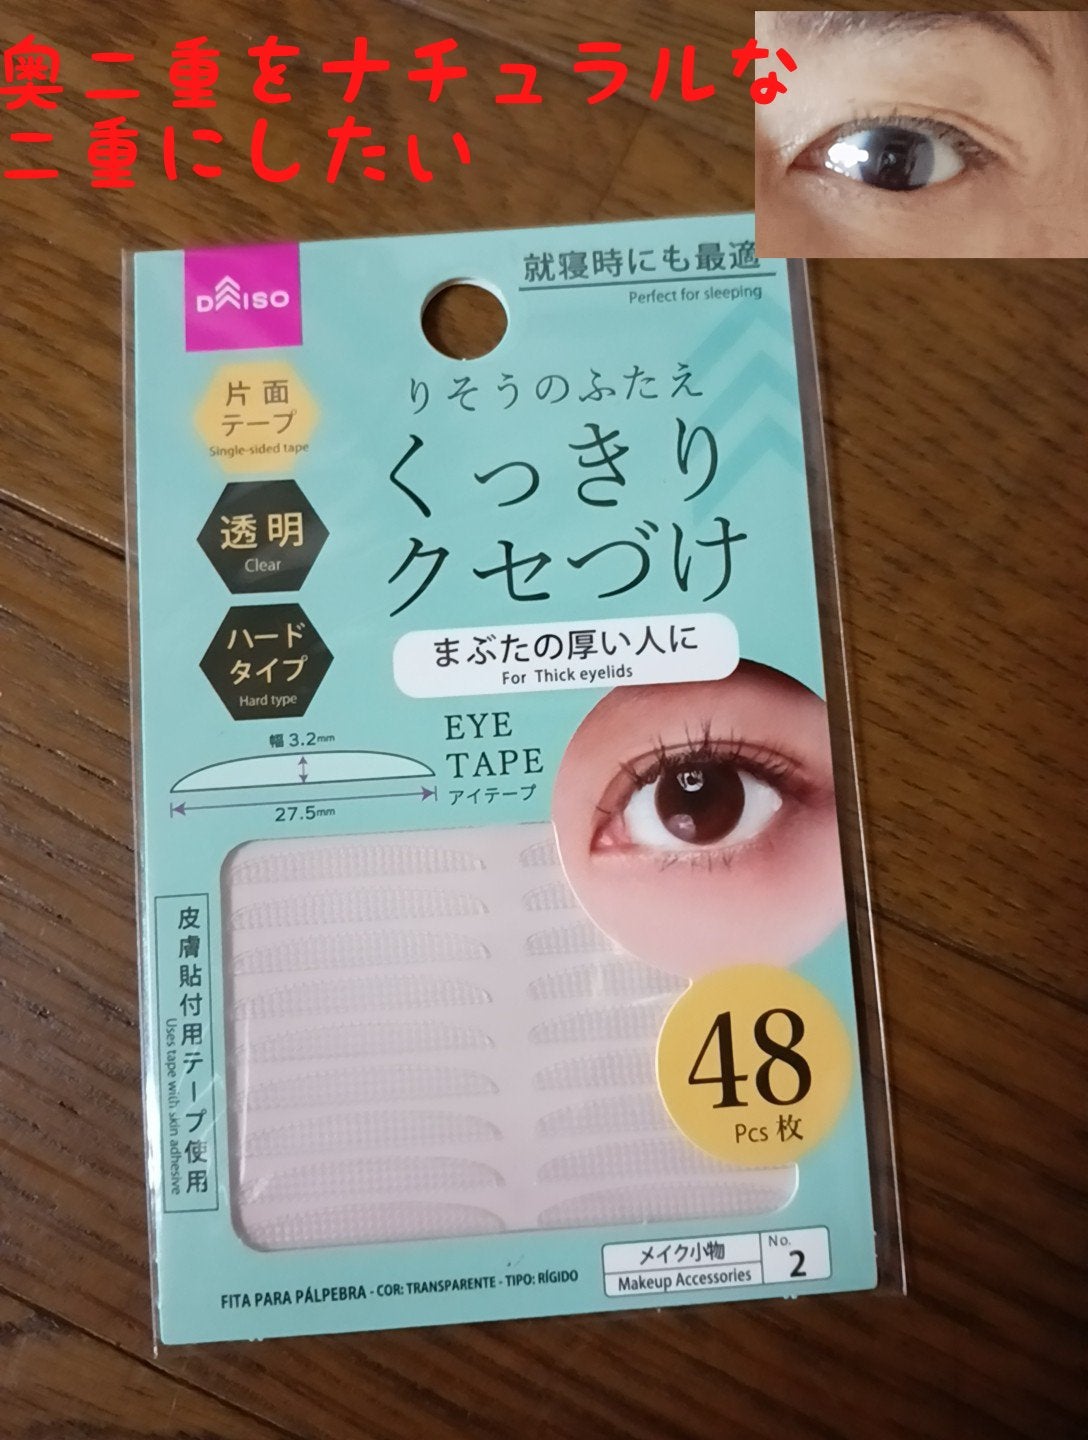 奥二重をナチュラルな
二重にしたい
DAISO
就寝時にも最適
Perfect for sleeping
片面
テープ
Single-sided tape
透明
Clear
ハード
タイプ
Hard type
りそうのふたえ
くっきり
クセづけ
まぶたの厚い人に
For Thick eyelids
幅 3.2mm
27.5mm
EYE
TAPE
アイテープ
皮膚貼付用テープ使用
Uses tape with skin adhesive
48
Pcs 枚
メイク小物
Makeup Accessories
No.
2
FITA PARA PÁLPEBRA - COR: TRANSPARENTE - TIPO: RÍGIDO